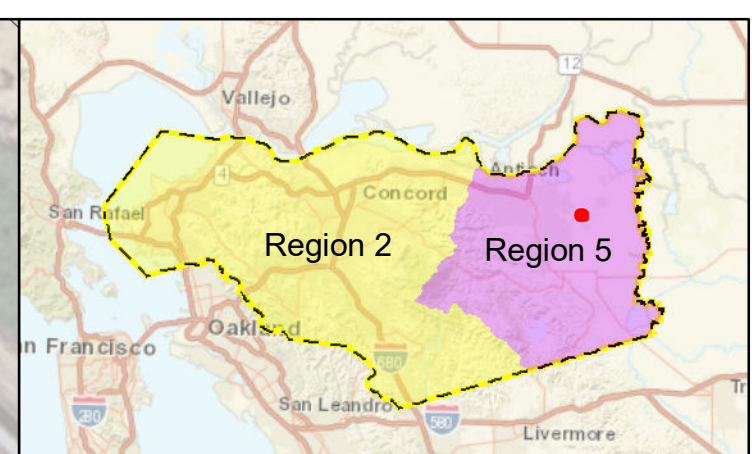 12
Vallejo
Antioch
4
Concord
San Rafael
Region 2
Region 5
Oakland
n Francisco
680
San Leandro
Tr
280
580
Livermore